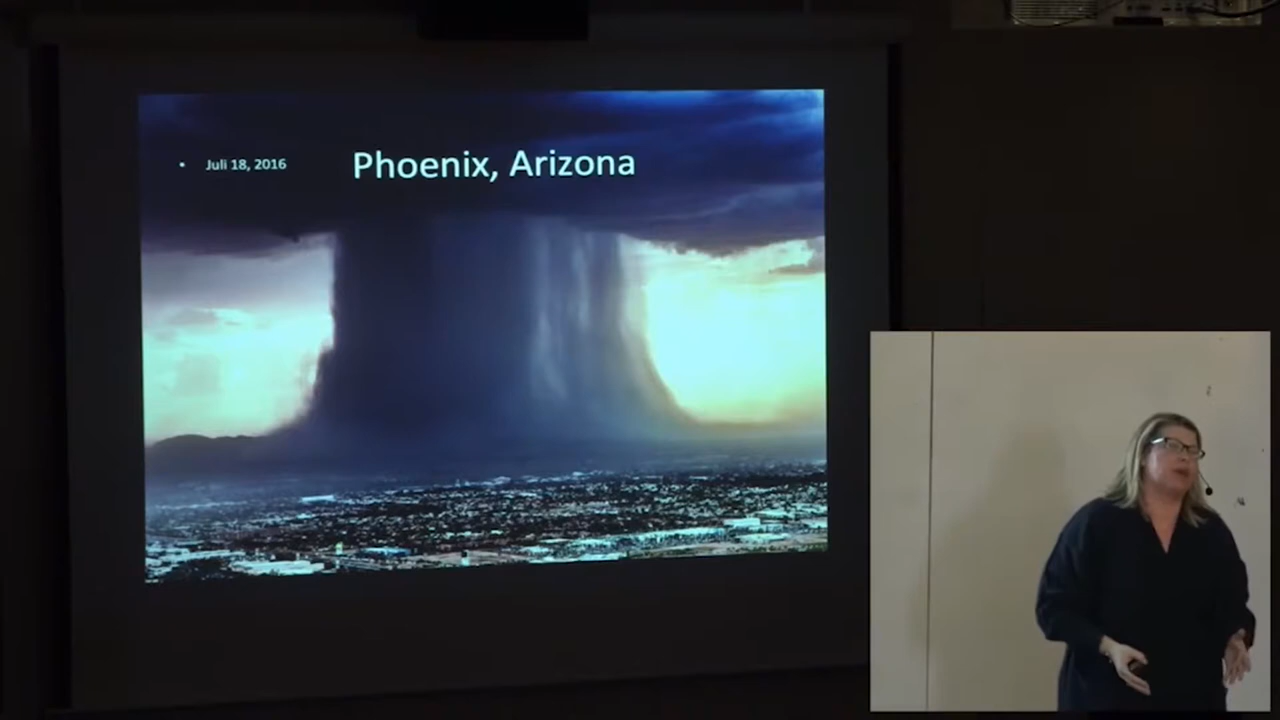 • Juli 18, 2016
Phoenix, Arizona